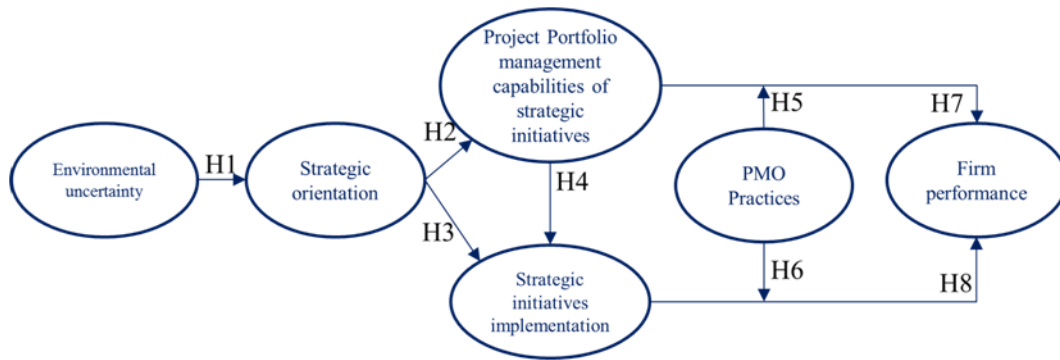 Project Portfolio
management
capabilities of
strategic
initiatives
H5
H7
H2
Environmental
uncertainty
H1
Strategic
orientation
H4
PMO
Practices
Firm
performance
H3
H6
H8
Strategic
initiatives
implementation